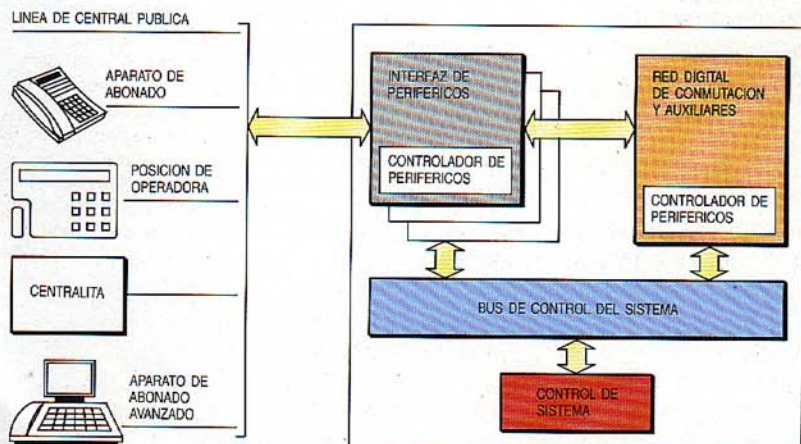 LINEA DE CENTRAL PUBLICA
APARATO DE
ABONADO
POSICION DE
OPERADORA
CENTRALITA
APARATO DE
ABONADO
AVANZADO
INTERFAZ DE
PERIFERICOS
CONTROLADOR DE
PERIFERICOS
RED DIGITAL
DE CONMUTACION
Y AUXILIARES
CONTROLADOR DE
PERIFERICOS
BUS DE CONTROL DEL SISTEMA
CONTROL DE
SISTEMA